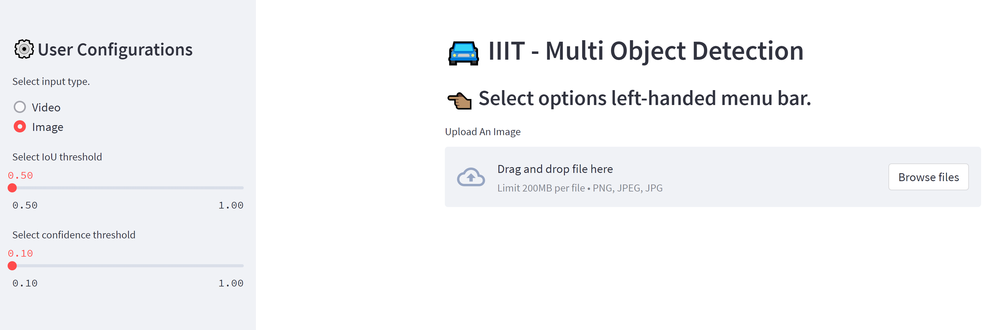 User Configurations
Select input type.
Video
Image
Select IoU threshold
0.50
0.50 1.00
Select confidence threshold
0.10
0.10 1.00
IIIT - Multi Object Detection
Select options left-handed menu bar.
Upload An Image
Drag and drop file here
Limit 200MB per file • PNG, JPEG, JPG
Browse files